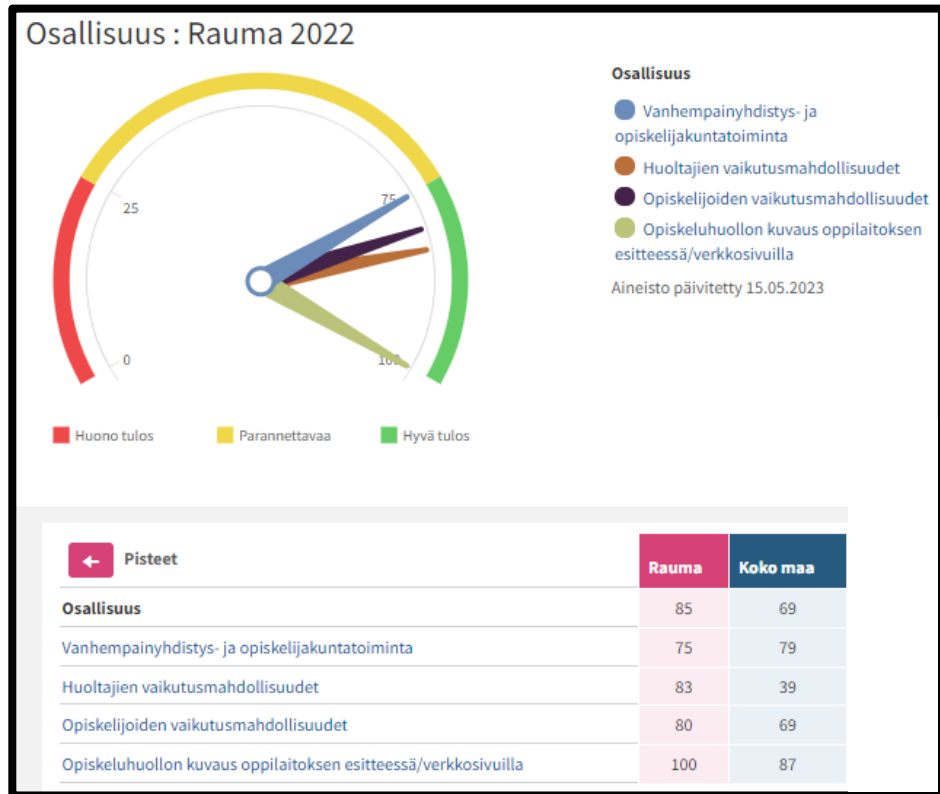 Osallisuus : Rauma 2022
Osallisuus
Vanhempainyhdistys- ja
opiskelijakuntatoiminta
Huoltajien vaikutusmahdollisuudet
Opiskelijoiden vaikutusmahdollisuudet
Opiskeluhuollon kuvaus oppilaitoksen
esitteessä/verkkosivuilla
Aineisto päivitetty 15.05.2023
25
75
0
100
Huono tulos Parannettavaa Hyvä tulos
Pisteet Rauma Koko maa
Osallisuus 85 69
Vanhempainyhdistys- ja opiskelijakuntatoiminta 75 79
Huoltajien vaikutusmahdollisuudet 83 39
Opiskelijoiden vaikutusmahdollisuudet 80 69
Opiskeluhuollon kuvaus oppilaitoksen esitteessä/verkkosivuilla 100 87